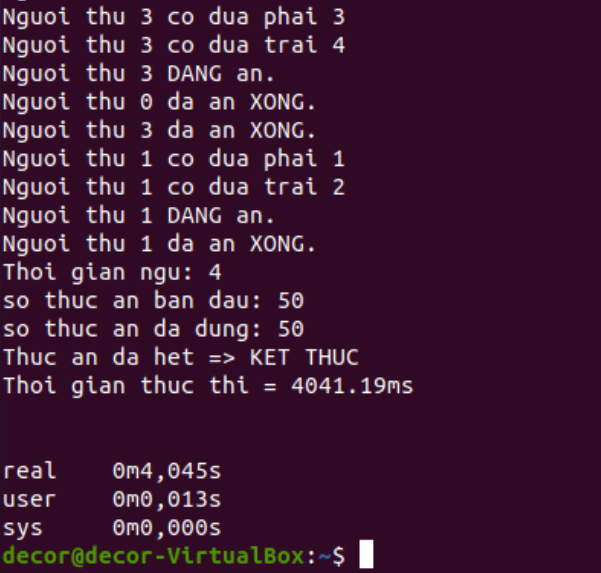 Nguoi thu 3 co dua phai 3
Nguoi thu 3 co dua trai 4
Nguoi thu 3 DANG an.
Nguoi thu 0 da an XONG.
Nguoi thu 3 da an XONG.
Nguoi thu 1 co dua phai 1
Nguoi thu 1 co dua trai 2
Nguoi thu 1 DANG an.
Nguoi thu 1 da an XONG.
Thoi gian ngu: 4
so thuc an ban dau: 50
so thuc an da dung: 50
Thuc an da het => KET THUC
Thoi gian thuc thi = 4041.19ms
real 0m4,045s
user 0m0,013s
sys 0m0,000s
decor@decor-VirtualBox:~$